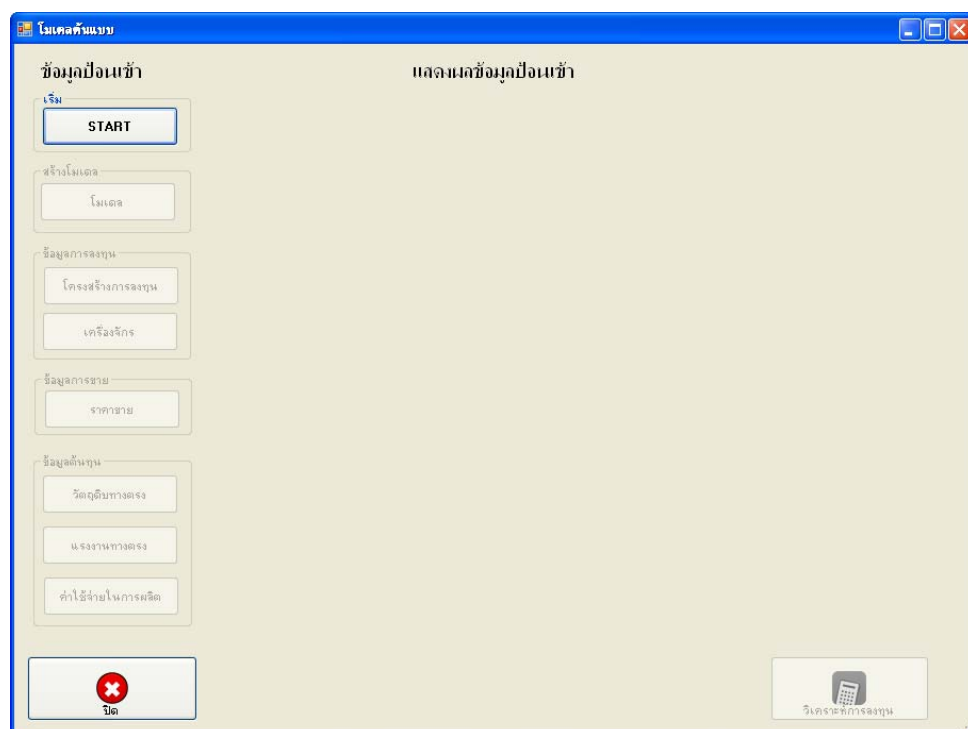 โมเดลต้นแบบ
ข้อมูลป้อนเข้า
แสดงผลข้อมูลป้อนเข้า
เริ่ม
START
สร้างโมเดล
โมเดล
ข้อมูลการลงทุน
โครงสร้างการลงทุน
เครื่องจักร
ข้อมูลการขาย
ราคาขาย
ข้อมูลต้นทุน
วัตถุดิบทางตรง
แรงงานทางตรง
ค่าใช้จ่ายในการผลิต
ปิด
วิเคราะห์การลงทุน